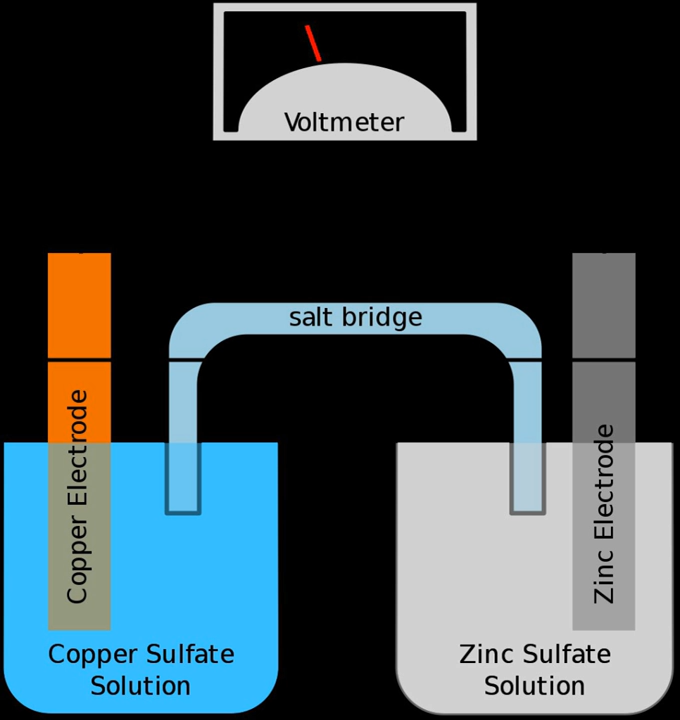 Voltmeter
salt bridge
Copper Electrode
Zinc Electrode
Copper Sulfate
Solution
Zinc Sulfate
Solution